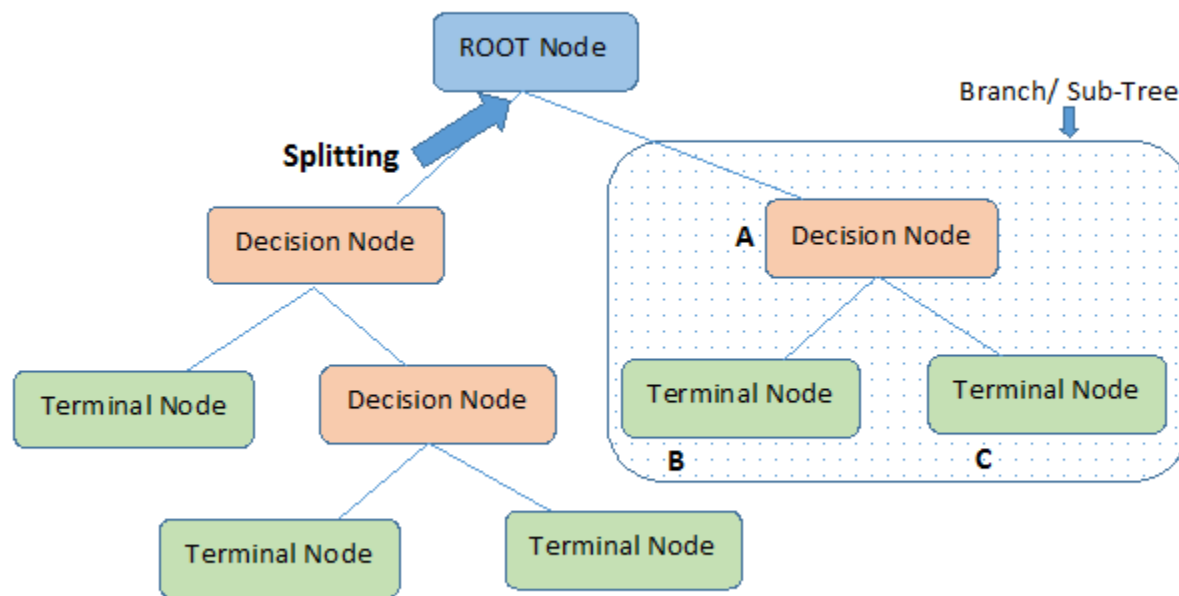 ROOT Node
Branch/ Sub-Tree
Splitting
Decision Node
A
Decision Node
Terminal Node
Decision Node
Terminal Node
Terminal Node
B
C
Terminal Node
Terminal Node